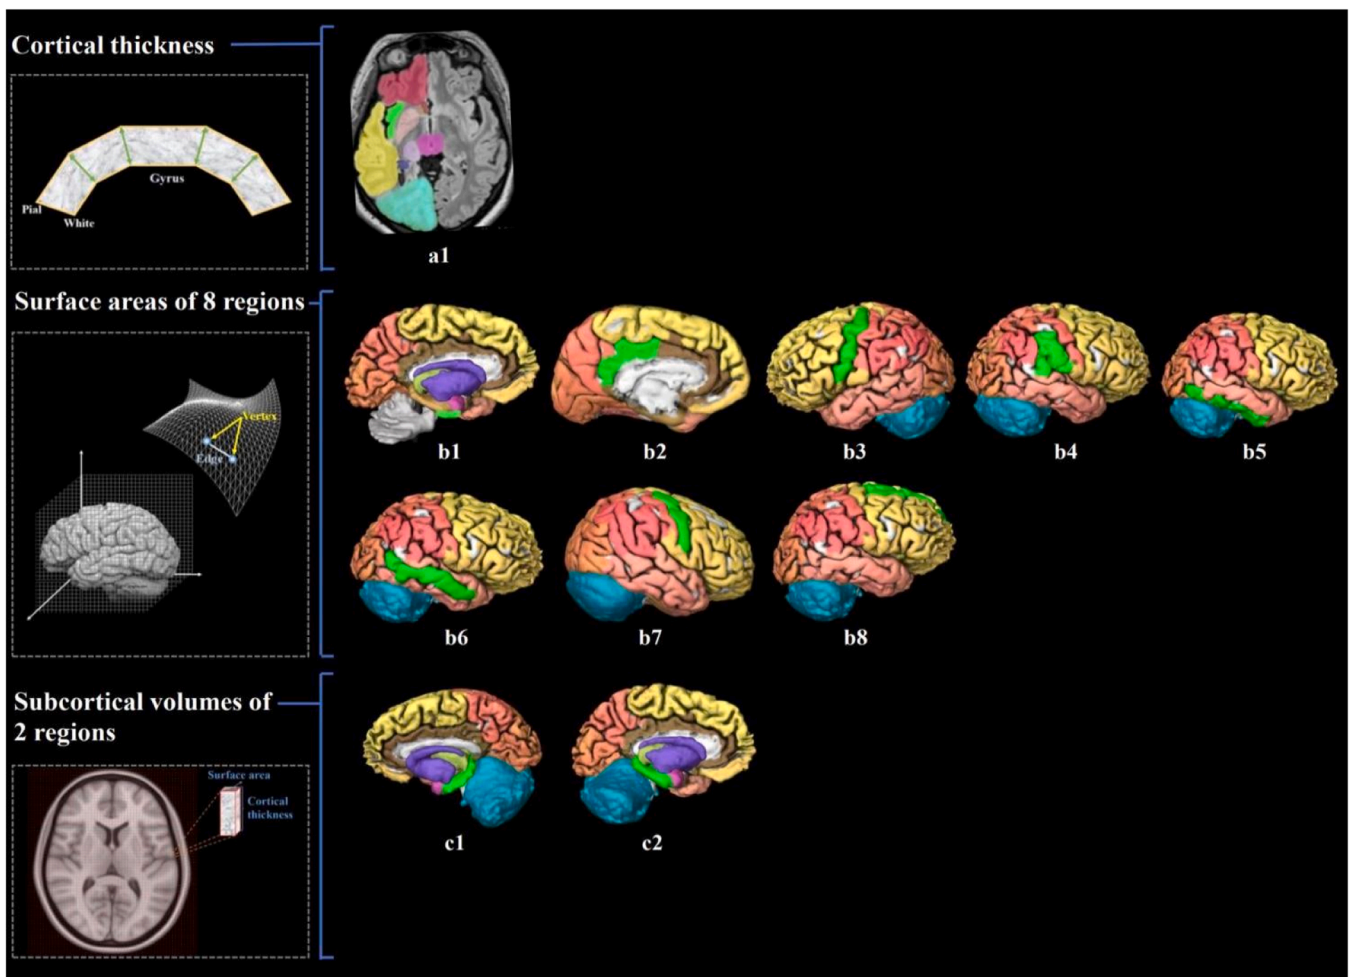 Cortical thickness
Pial
White
Gyrus
a1
Surface areas of 8 regions
Vertex
Edge
b1
b2
b3
b4
b5
b6
b7
b8
Subcortical volumes of
2 regions
Surface area
Cortical
thickness
c1
c2